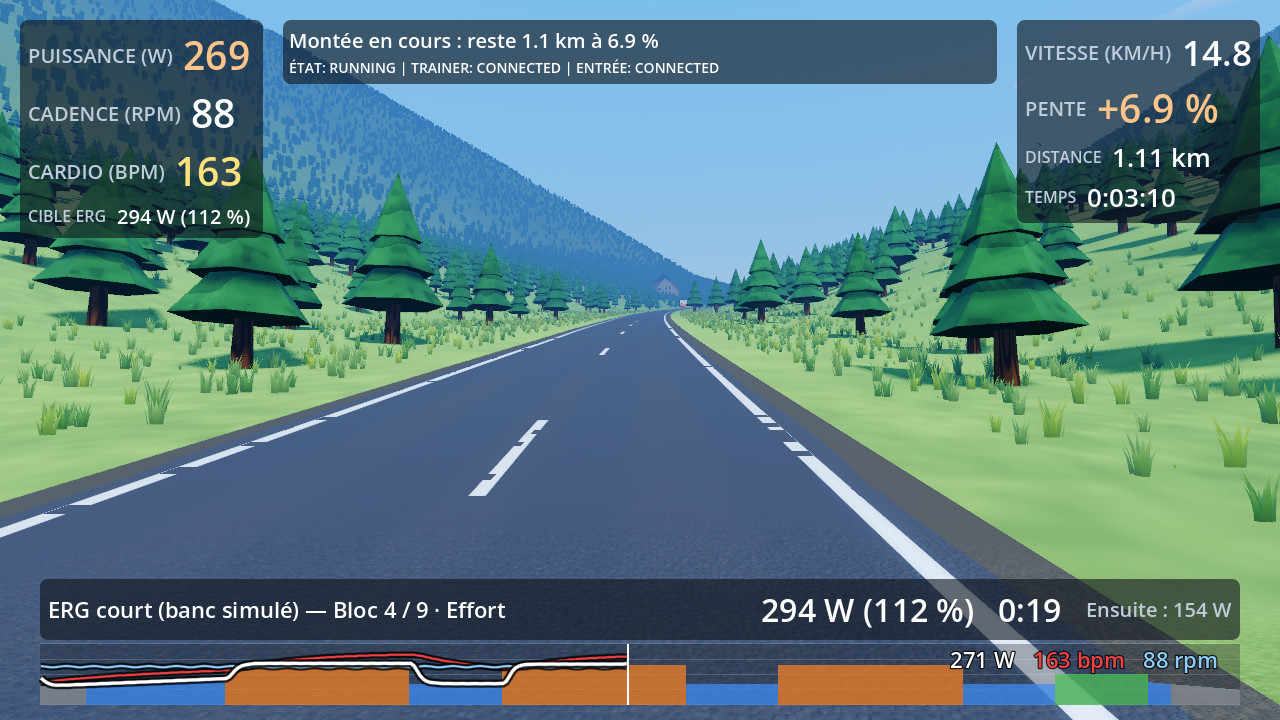 PUISSANCE (W) 269
CADENCE (RPM) 88
CARDIO (BPM) 163
CIBLE ERG 294 W (112 %)
Montée en cours : reste 1.1 km à 6.9 %
ÉTAT: RUNNING | TRAINER: CONNECTED | ENTRÉE: CONNECTED
VITESSE (KM/H) 14.8
PENTE +6.9 %
DISTANCE 1.11 km
TEMPS 0:03:10
ERG court (banc simulé) — Bloc 4 / 9 · Effort 294 W (112 %) 0:19 Ensuite : 154 W
271 W 163 bpm 88 rpm